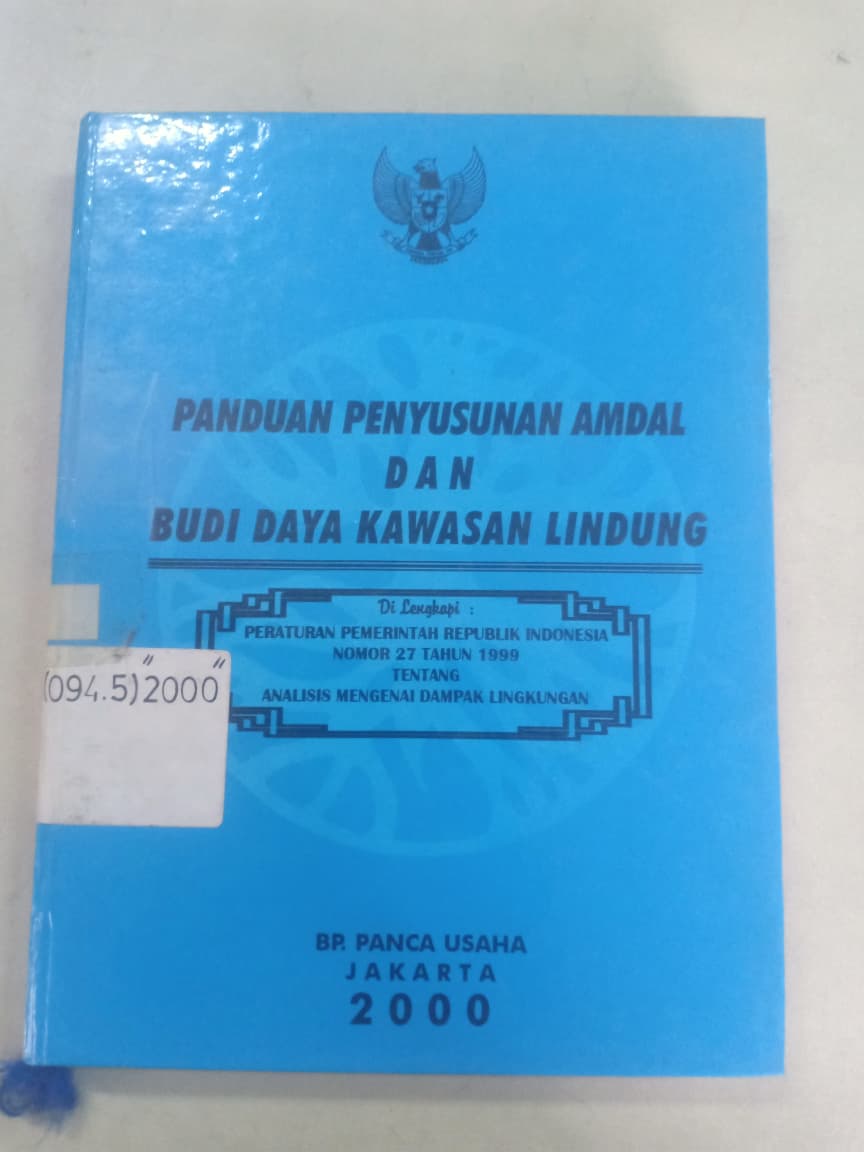 PANDUAN PENYUSUNAN AMDAL
DAN
BUDI DAYA KAWASAN LINDUNG
Di Lengkapi :
PERATURAN PEMERINTAH REPUBLIK INDONESIA
NOMOR 27 TAHUN 1999
TENTANG
ANALISIS MENGENAI DAMPAK LINGKUNGAN
(094.5)"2000"
BP. PANCA USAHA
JAKARTA
2000